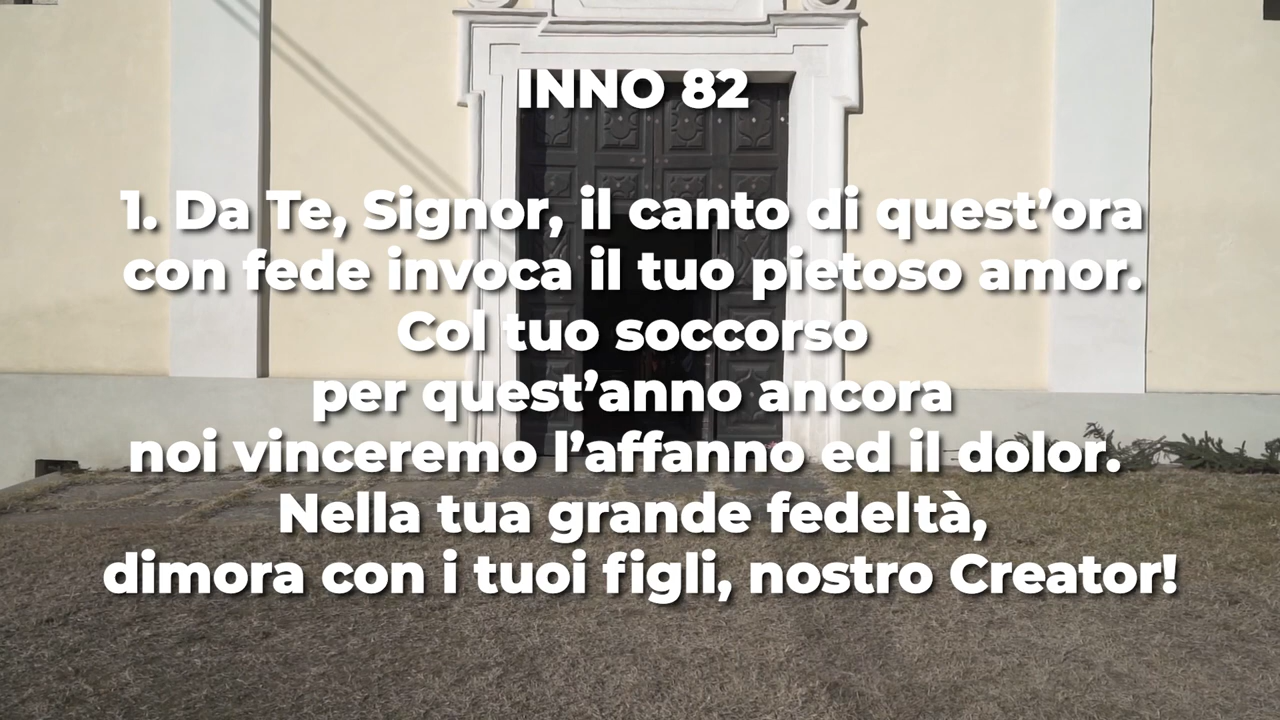 INNO 82
1. Da Te, Signor, il canto di quest’ora
con fede invoca il tuo pietoso amor.
Col tuo soccorso
per quest’anno ancora
noi vinceremo l’affanno ed il dolor.
Nella tua grande fedeltà,
dimora con i tuoi figli, nostro Creator!